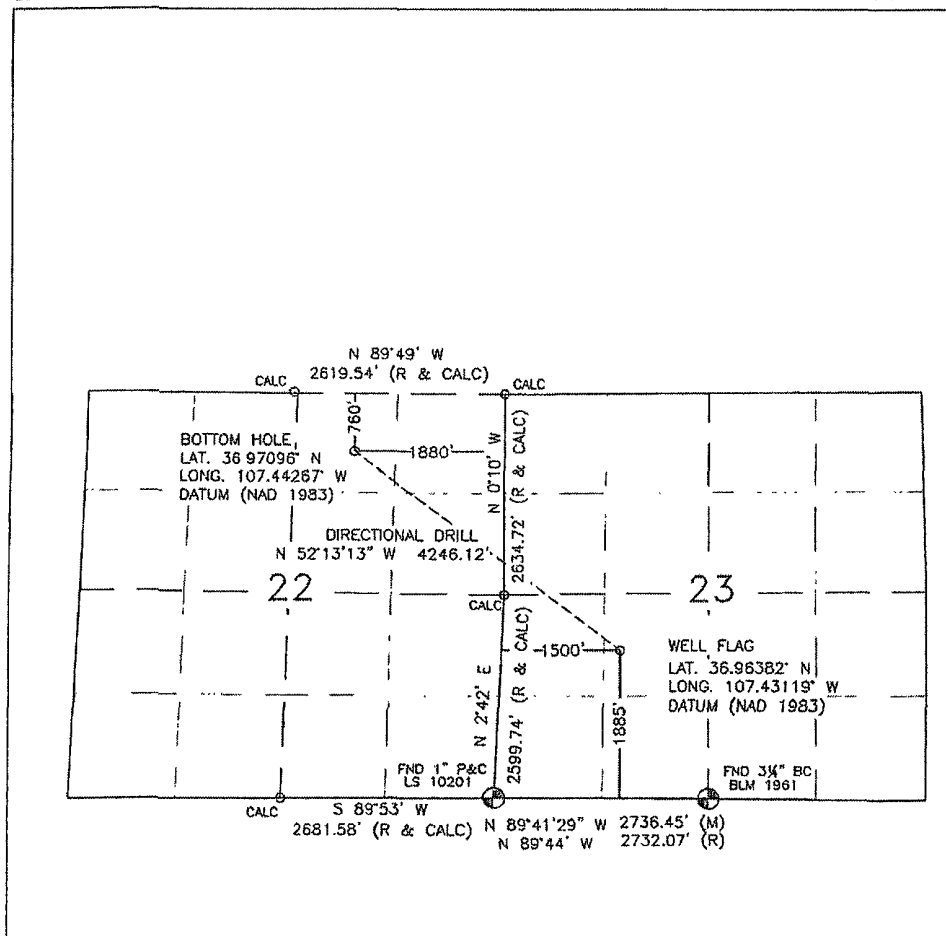 N 89°49' W
2619.54' (R & CALC)
CALC
CALC
760'
1880'
BOTTOM HOLE
LAT. 36 97096° N
LONG. 107.44267° W
DATUM (NAD 1983)
N 0°10' W
2634.72' (R & CALC)
DIRECTIONAL DRILL
N 52°13'13" W 4246.12'
22
23
CALC
1500'
WELL FLAG
LAT. 36.96382° N
LONG. 107.43119° W
DATUM (NAD 1983)
N 2°42' E
2599.74' (R & CALC)
1885'
FND 1" P&C
LS 10201
FND 3¼" BC
BLM 1961
CALC
S 89°53' W
2681.58' (R & CALC)
N 89°41'29" W 2736.45' (M)
N 89°44' W 2732.07' (R)